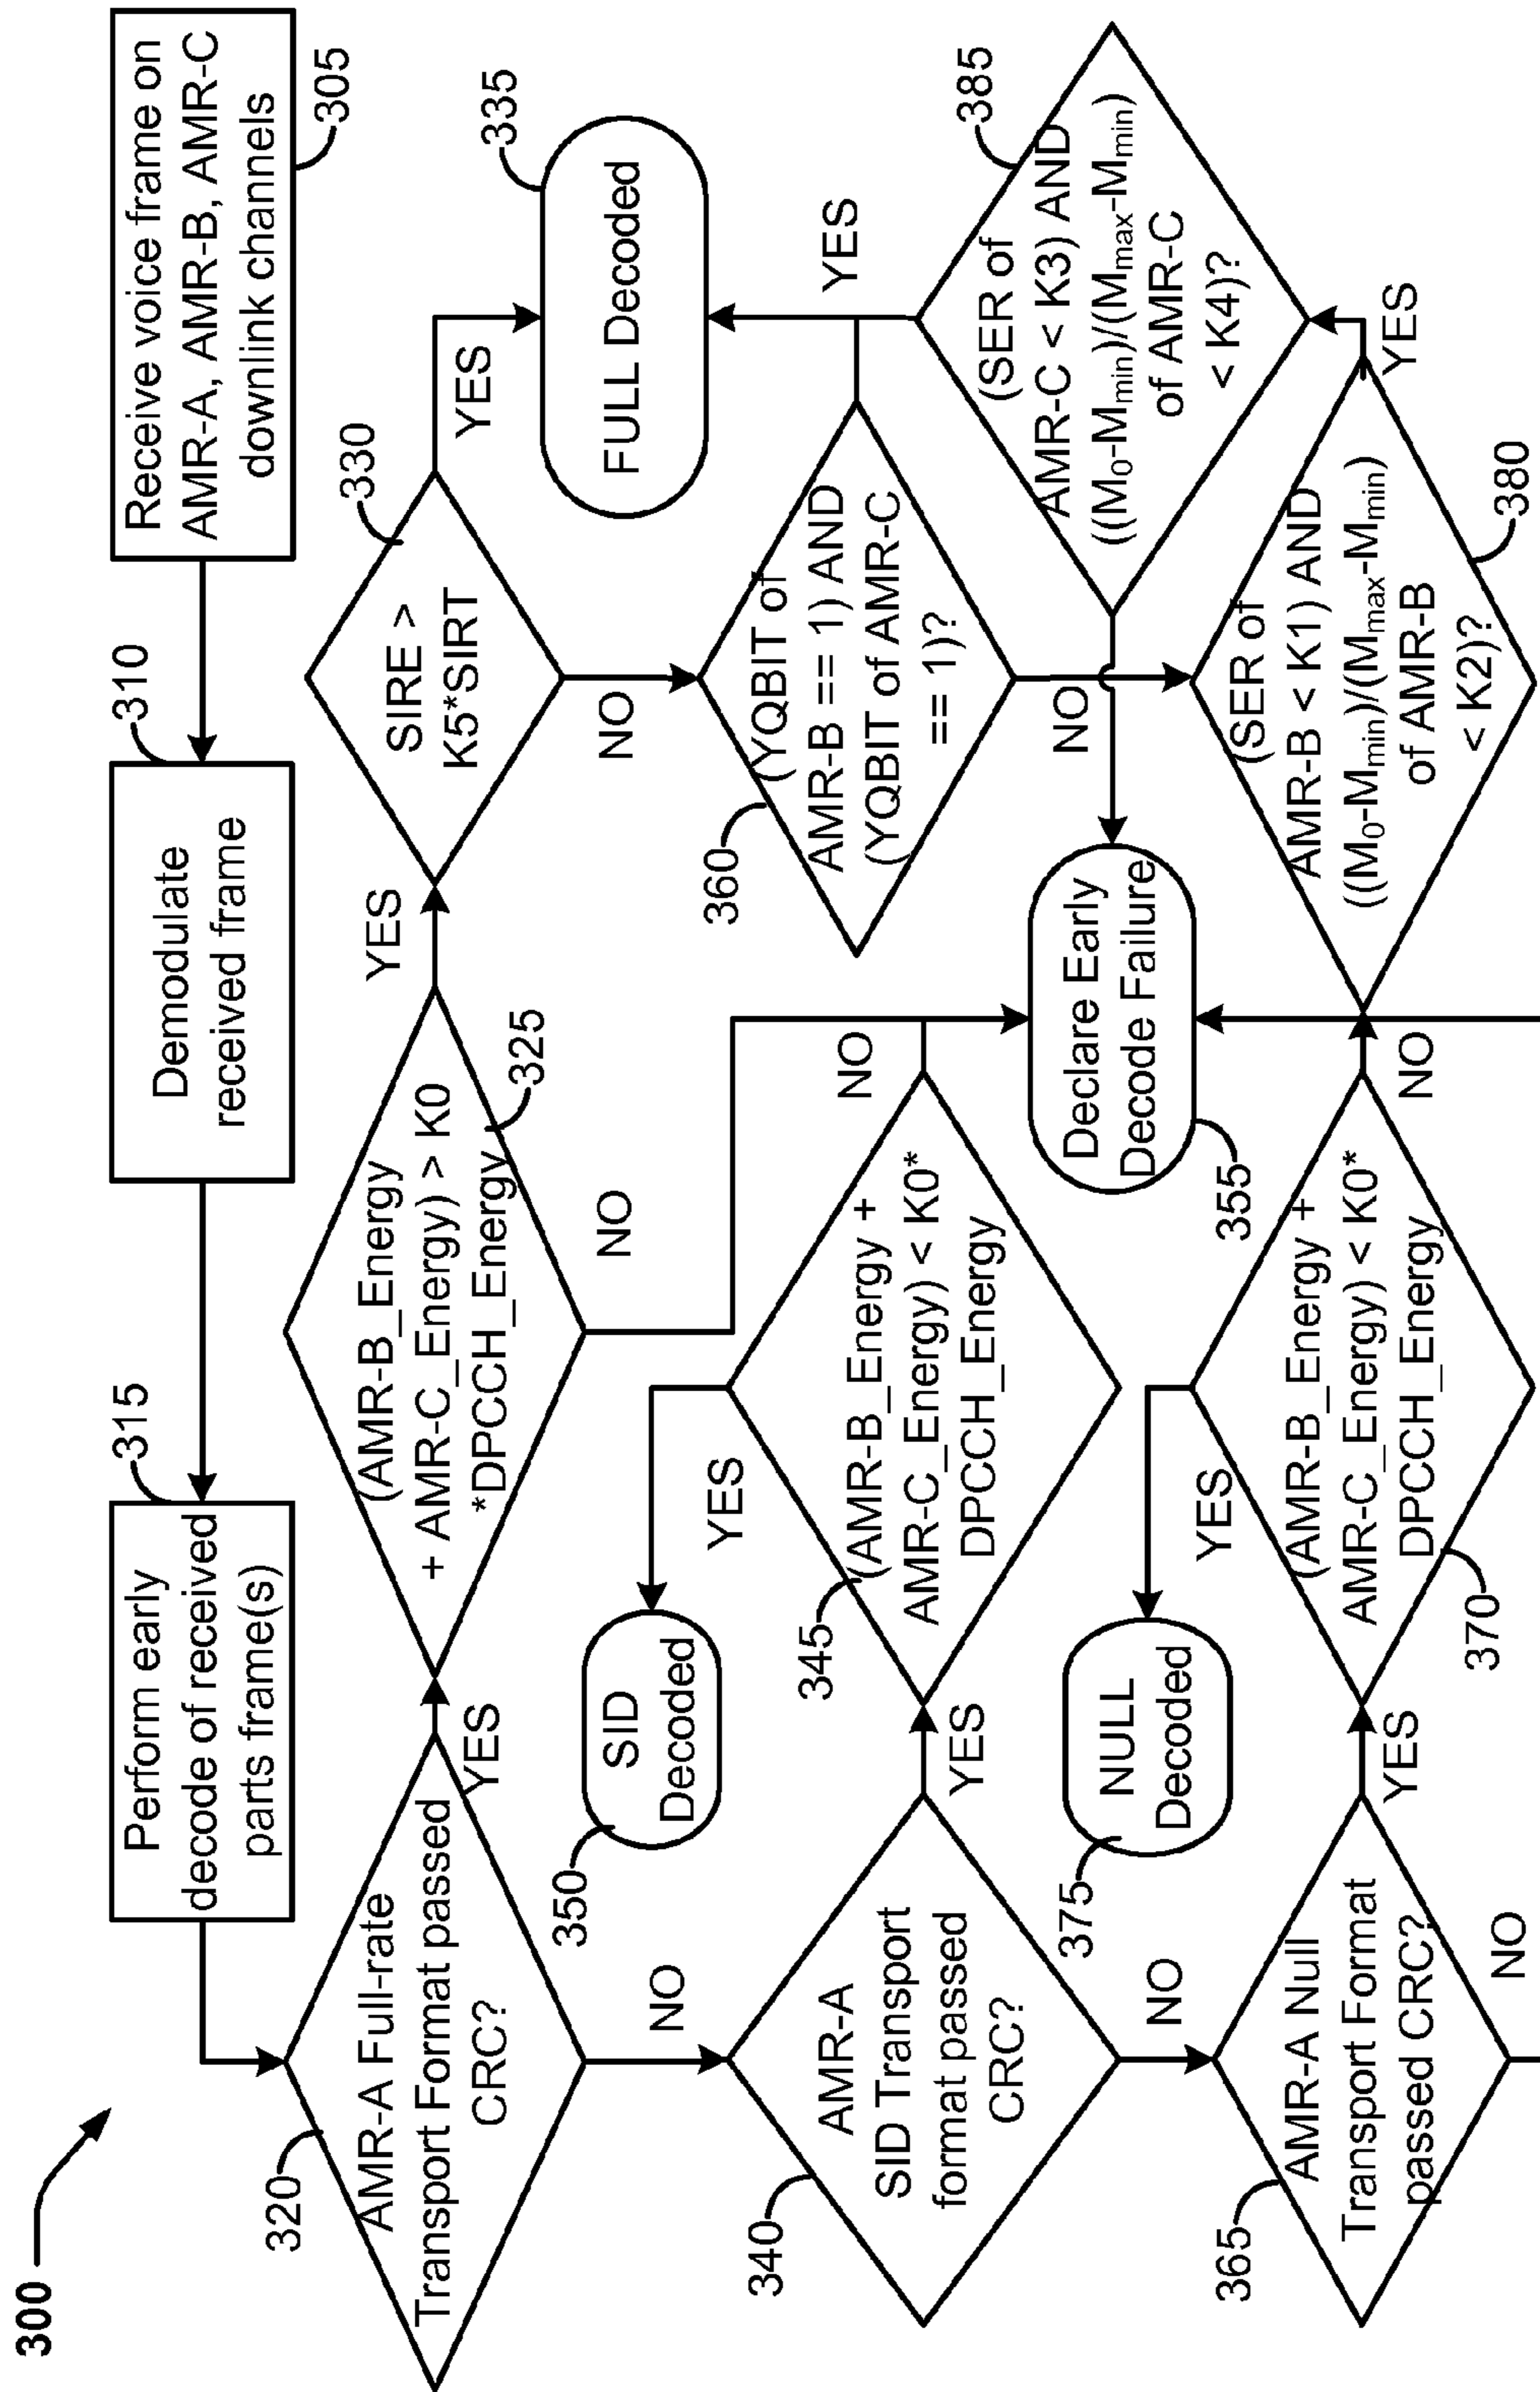 300
Receive voice frame on
AMR-A, AMR-B, AMR-C
downlink channels
305
Demodulate
received frame
310
Perform early
decode of received
parts frame(s)
315
AMR-A Full-rate
Transport Format passed
CRC?
320
YES
NO
(AMR-B_Energy
+ AMR-C_Energy) > K0
*DPCCH_Energy
325
YES
NO
SIRE >
K5*SIRT
330
YES
NO
FULL Decoded
335
AMR-A
SID Transport
format passed
CRC?
340
YES
NO
(AMR-B_Energy +
AMR-C_Energy) < K0*
DPCCH_Energy
345
YES
NO
SID
Decoded
350
Declare Early
Decode Failure
355
(YQBIT of
AMR-B == 1) AND
(YQBIT of AMR-C
== 1)?
360
YES
NO
AMR-A Null
Transport Format
passed CRC?
365
YES
NO
(AMR-B_Energy +
AMR-C_Energy) < K0*
DPCCH_Energy
370
YES
NO
NULL
Decoded
375
(SER of
AMR-B < K1) AND
((M0-Mmin)/(Mmax-Mmin)
of AMR-B
< K2)?
380
YES
(SER of
AMR-C < K3) AND
((M0-Mmin)/(Mmax-Mmin)
of AMR-C
< K4)?
385